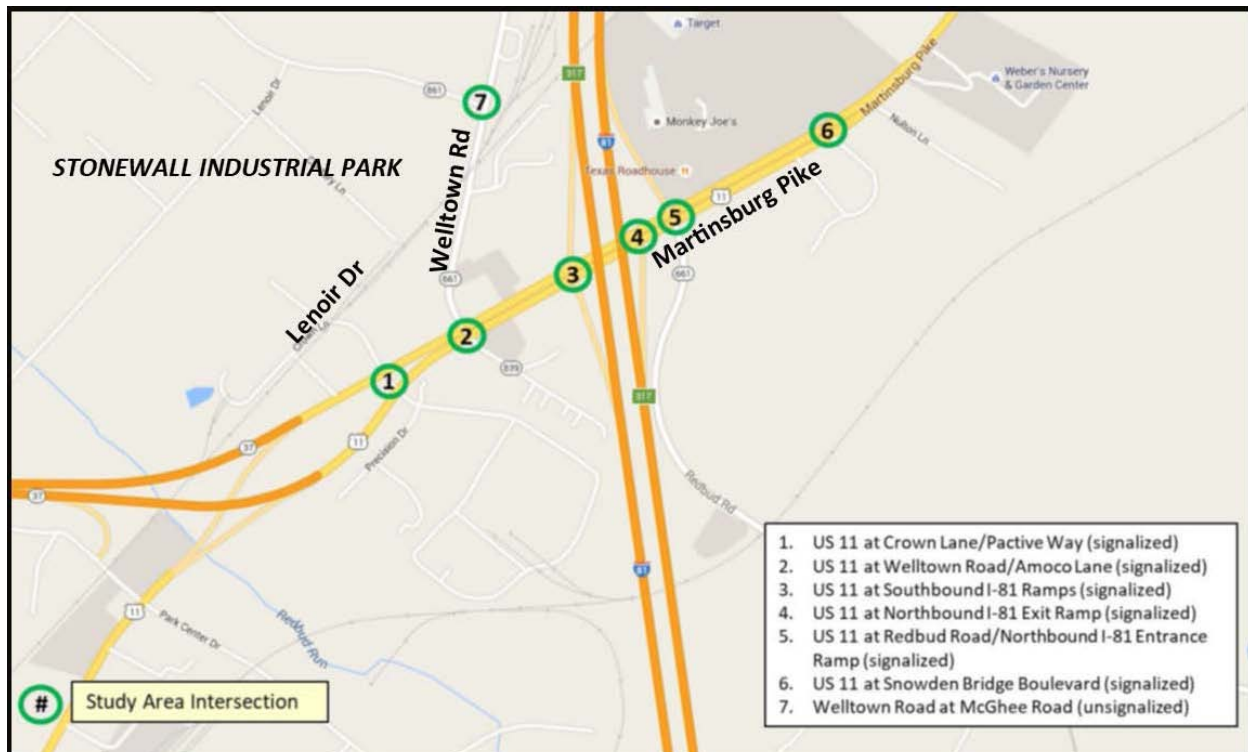 Target
317
Martinsburg Pike
Weber's Nursery
& Garden Center
661
7
Lenoir Dr
Monkey Joe's
81
6
Nulton Ln
STONEWALL INDUSTRIAL PARK
Welltown Rd
Texas Roadhouse
11
5
Martinsburg Pike
4
3
661
661
Lenoir Dr
2
839
1
317
37
11
Precision Dr
37
Redbud Rd
81
11
Park Center Dr
Redbud Run
# Study Area Intersection
1. US 11 at Crown Lane/Pactive Way (signalized)
2. US 11 at Welltown Road/Amoco Lane (signalized)
3. US 11 at Southbound I-81 Ramps (signalized)
4. US 11 at Northbound I-81 Exit Ramp (signalized)
5. US 11 at Redbud Road/Northbound I-81 Entrance
Ramp (signalized)
6. US 11 at Snowden Bridge Boulevard (signalized)
7. Welltown Road at McGhee Road (unsignalized)